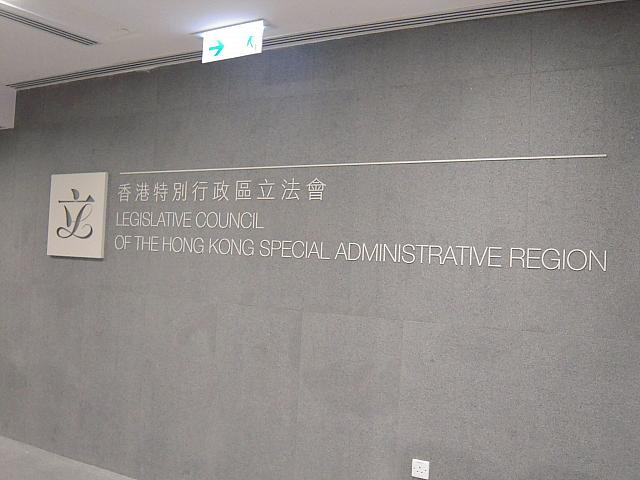 立
香港特別行政區立法會
LEGISLATIVE COUNCIL
OF THE HONG KONG SPECIAL ADMINISTRATIVE REGION